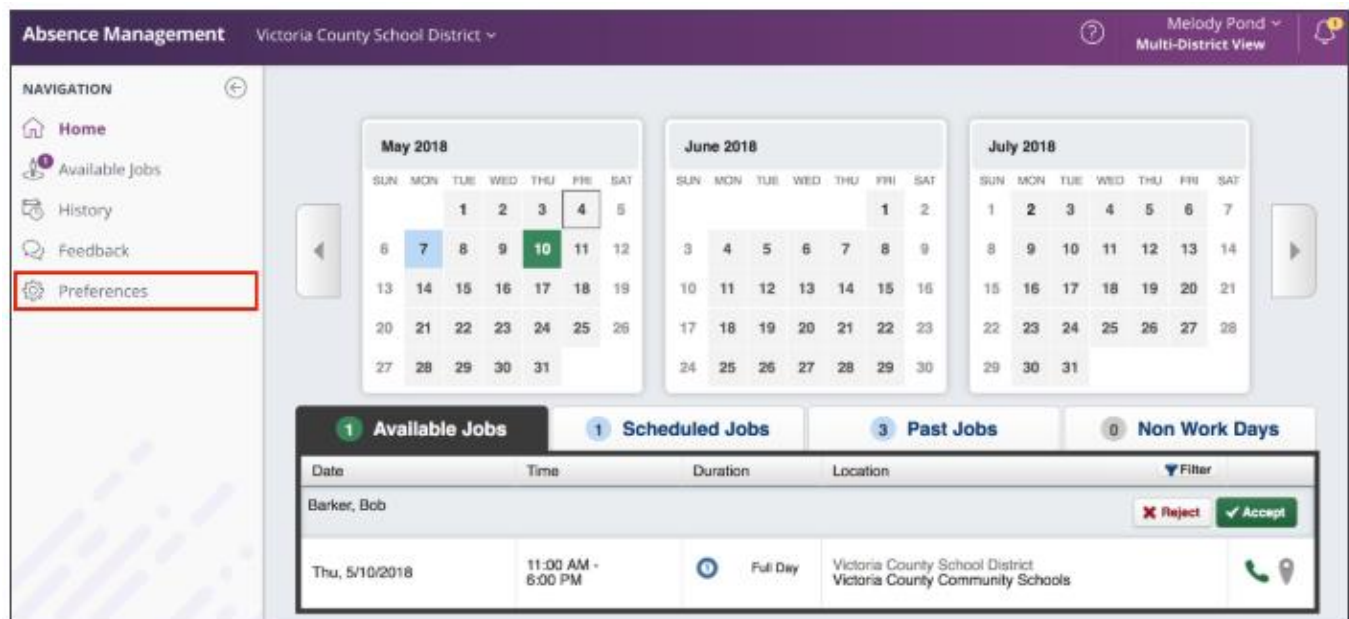 Absence Management Victoria County School District
Melody Pond
Multi-District View
1
NAVIGATION
Home
1
Available Jobs
History
Feedback
Preferences
May 2018
SUN MON TUE WED THU FRI SAT
1 2 3 4 5
6 7 8 9 10 11 12
13 14 15 16 17 18 19
20 21 22 23 24 25 26
27 28 29 30 31
June 2018
SUN MON TUE WED THU FRI SAT
1 2
3 4 5 6 7 8 9
10 11 12 13 14 15 16
17 18 19 20 21 22 23
24 25 26 27 28 29 30
July 2018
SUN MON TUE WED THU FRI SAT
1 2 3 4 5 6 7
8 9 10 11 12 13 14
15 16 17 18 19 20 21
22 23 24 25 26 27 28
29 30 31
1 Available Jobs 1 Scheduled Jobs 3 Past Jobs 0 Non Work Days
Date Time Duration Location Filter
Barker, Bob Reject Accept
Thu, 5/10/2018
11:00 AM -
6:00 PM
Full Day
Victoria County School District
Victoria County Community Schools